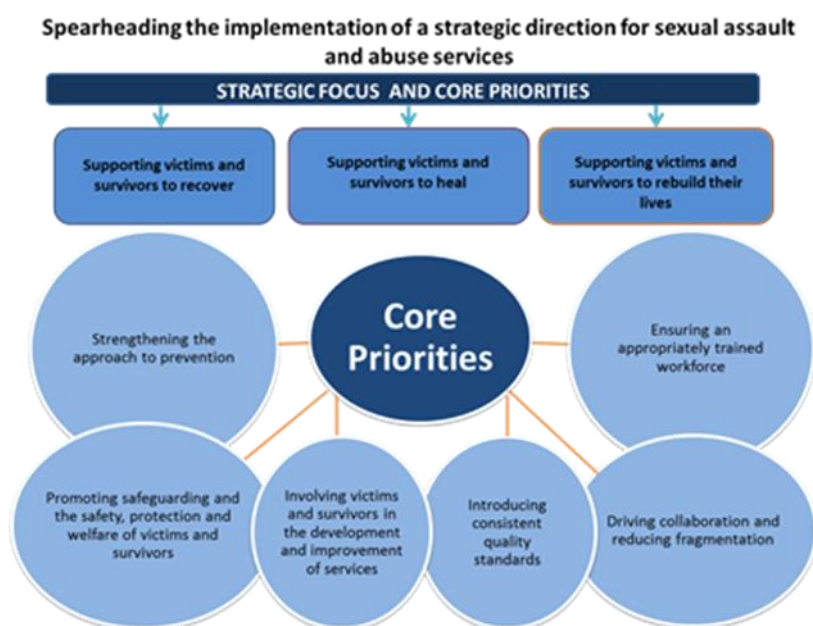 Spearheading the implementation of a strategic direction for sexual assault
and abuse services
STRATEGIC FOCUS AND CORE PRIORITIES
Supporting victims and
survivors to recover
Supporting victims and
survivors to heal
Supporting victims and
survivors to rebuild their
lives
Core
Priorities
Strengthening the
approach to prevention
Ensuring an
appropriately trained
workforce
Promoting safeguarding and
the safety, protection and
welfare of victims and
survivors
Involving victims
and survivors in
the development
and improvement
of services
Introducing
consistent
quality
standards
Driving collaboration and
reducing fragmentation